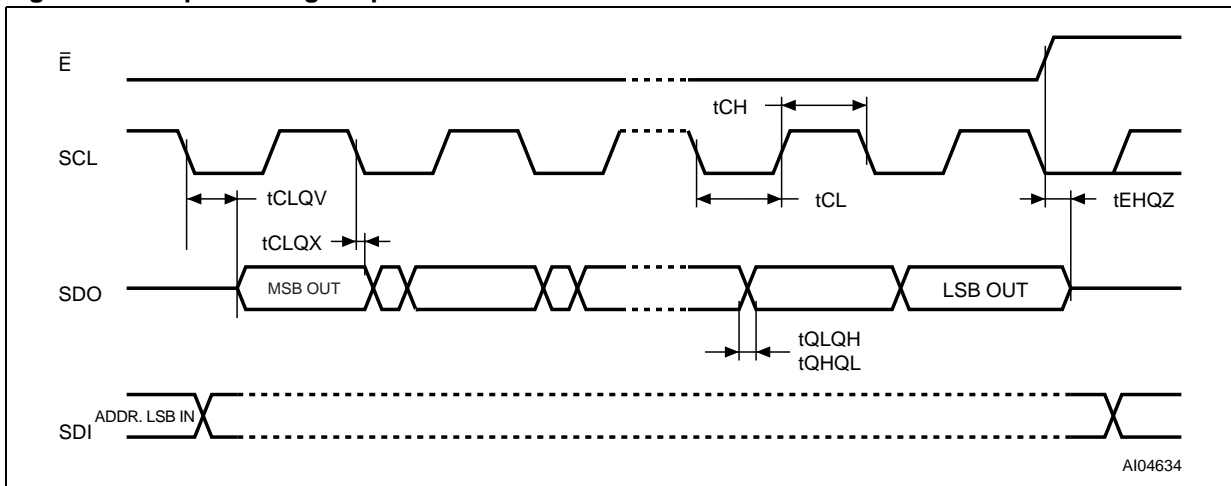 Ē
tCH
SCL
tCLQV
tCL
tEHQZ
tCLQX
SDO
MSB OUT
LSB OUT
tQLQH
tQHQL
ADDR. LSB IN
SDI
AI04634